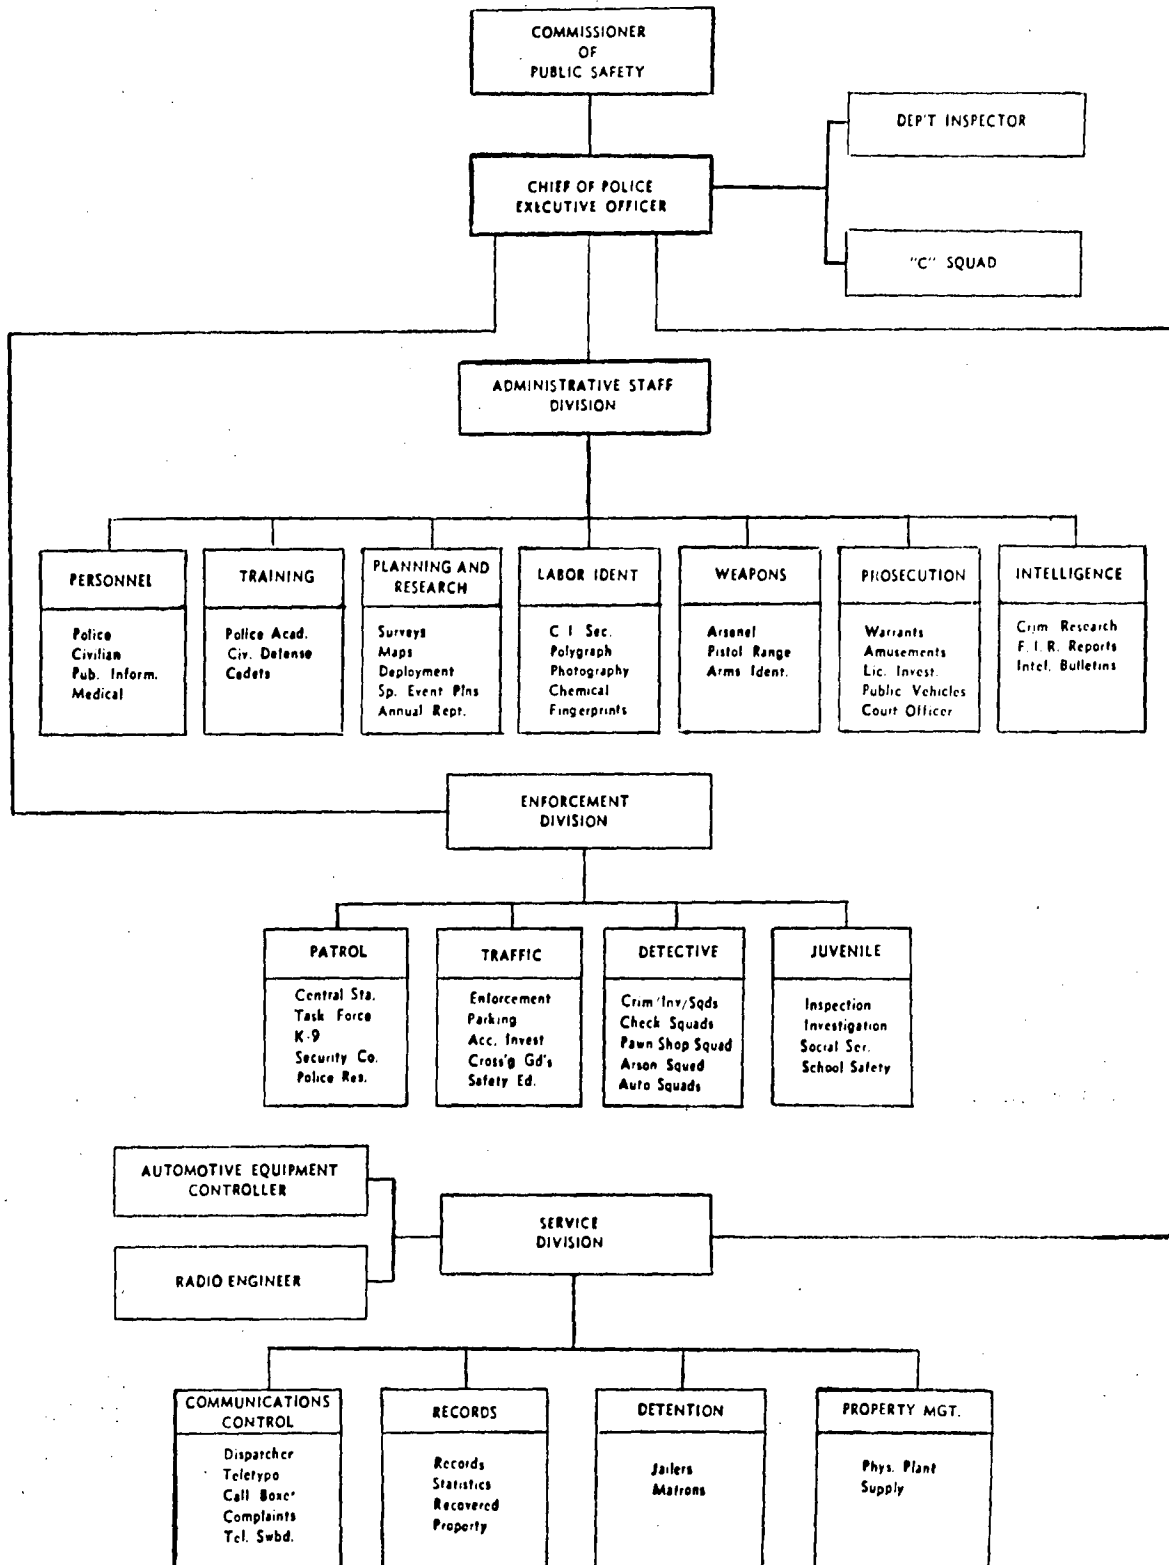 COMMISSIONER
OF
PUBLIC SAFETY
DEP'T INSPECTOR
CHIEF OF POLICE
EXECUTIVE OFFICER
"C" SQUAD
ADMINISTRATIVE STAFF
DIVISION
PERSONNEL
Police
Civilian
Pub. Inform.
Medical
TRAINING
Police Acad.
Civ. Defense
Cadets
PLANNING AND
RESEARCH
Surveys
Maps
Deployment
Sp. Event Plns
Annual Rept.
LABOR IDENT
C I Sec.
Polygraph
Photography
Chemical
Fingerprints
WEAPONS
Arsenel
Pistol Range
Arms Ident.
PROSECUTION
Warrants
Amusements
Lic. Invest.
Public Vehicles
Court Officer
INTELLIGENCE
Crim Research
F. I. R. Reports
Intel. Bulletins
ENFORCEMENT
DIVISION
PATROL
Central Sta.
Task Force
K-9
Security Co.
Police Res.
TRAFFIC
Enforcement
Parking
Acc. Invest
Cross'g Gd's
Safety Ed.
DETECTIVE
Crim'Inv/Sqds
Check Squads
Pawn Shop Squad
Arson Squed
Auto Squads
JUVENILE
Inspection
Investigation
Social Ser.
School Safety
AUTOMOTIVE EQUIPMENT
CONTROLLER
SERVICE
DIVISION
RADIO ENGINEER
COMMUNICATIONS
CONTROL
Dispatcher
Teletypo
Call Boxe'
Complaints
Tel. Swbd.
RECORDS
Records
Statistics
Recovered
Property
DETENTION
Jailers
Matrons
PROPERTY MGT.
Phys. Plant
Supply